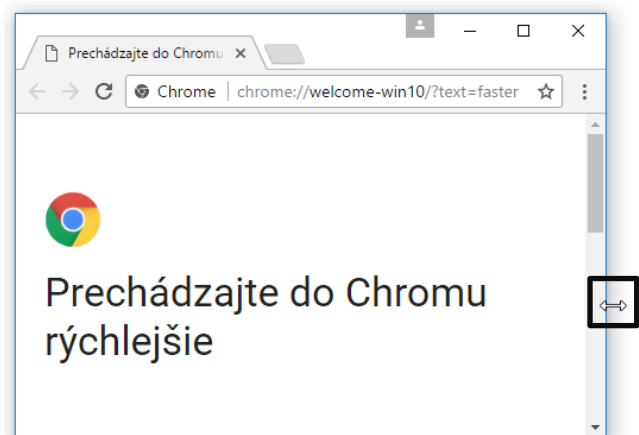 Prechádzajte do Chromu
Chrome | chrome://welcome-win10/?text=faster
Prechádzajte do Chromu
rýchlejšie